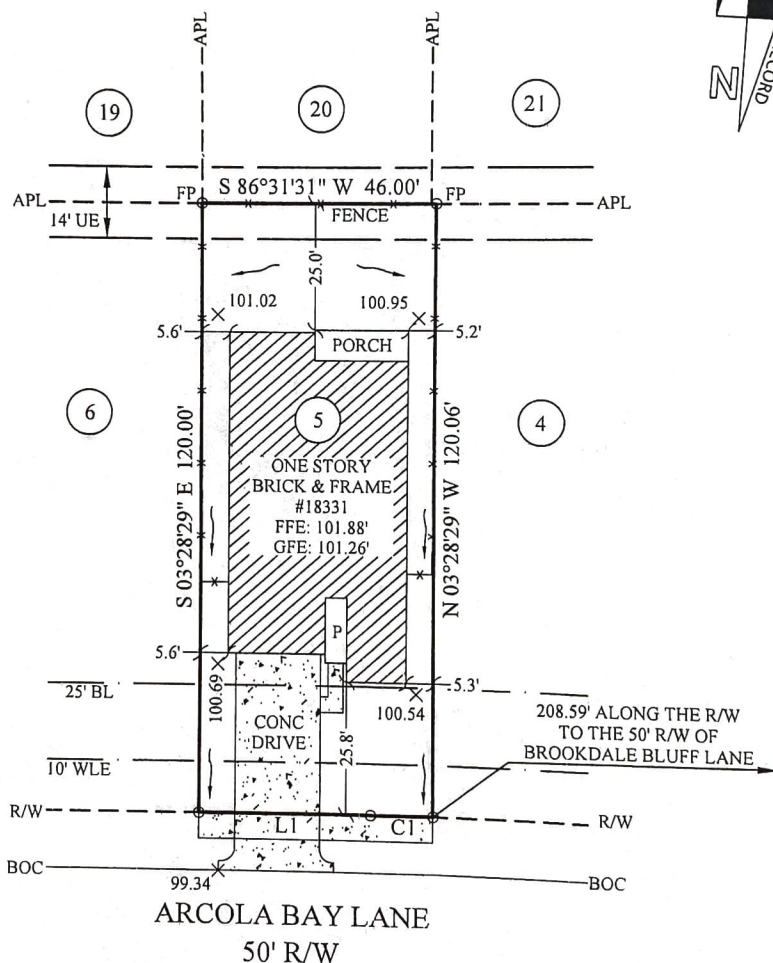 APL
APL
RECORD
N
19
20
21
S 86°31'31" W 46.00'
FP
FP
APL
APL
FENCE
14' UE
25.0'
101.02
100.95
5.6'
5.2'
PORCH
6
5
4
ONE STORY
BRICK & FRAME
#18331
FFE: 101.88'
GFE: 101.26'
S 03°28'29" E 120.00'
N 03°28'29" W 120.06'
P
5.6'
5.3'
25' BL
100.69
100.54
CONC
DRIVE
25.8'
208.59' ALONG THE R/W
TO THE 50' R/W OF
BROOKDALE BLUFF LANE
10' WLE
R/W
R/W
L1
C1
BOC
BOC
99.34
ARCOLA BAY LANE
50' R/W